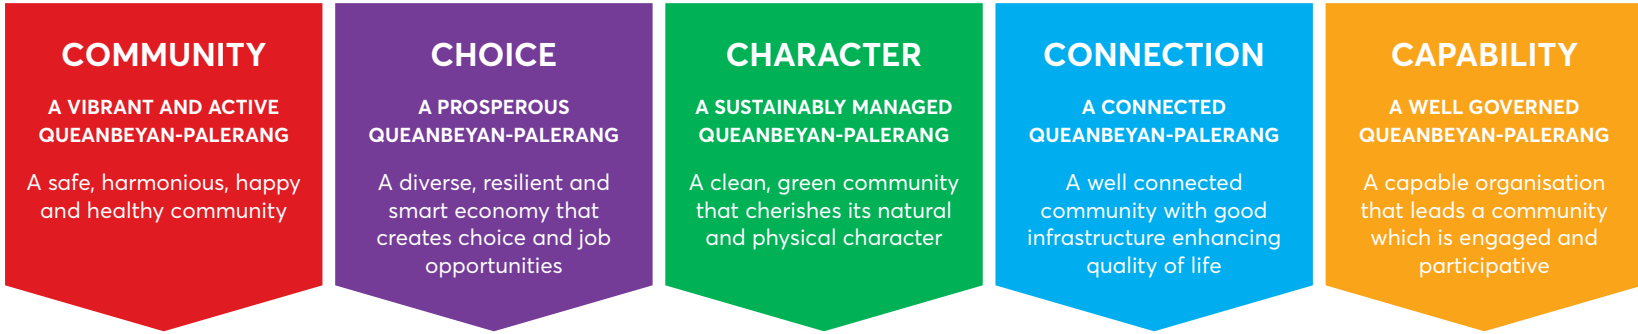 COMMUNITY
A VIBRANT AND ACTIVE
QUEANBEYAN-PALERANG
A safe, harmonious, happy
and healthy community
CHOICE
A PROSPEROUS
QUEANBEYAN-PALERANG
A diverse, resilient and
smart economy that
creates choice and job
opportunities
CHARACTER
A SUSTAINABLY MANAGED
QUEANBEYAN-PALERANG
A clean, green community
that cherishes its natural
and physical character
CONNECTION
A CONNECTED
QUEANBEYAN-PALERANG
A well connected
community with good
infrastructure enhancing
quality of life
CAPABILITY
A WELL GOVERNED
QUEANBEYAN-PALERANG
A capable organisation
that leads a community
which is engaged and
participative